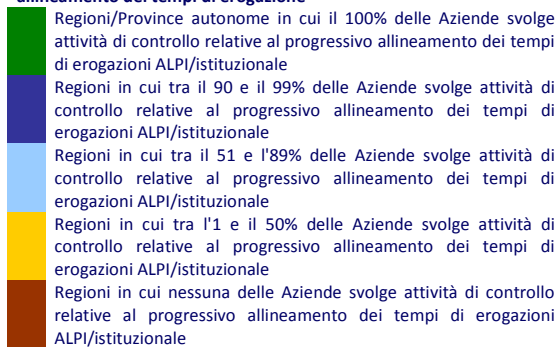 allineamento dei tempi di erogazione
Regioni/Province autonome in cui il 100% delle Aziende svolge
attività di controllo relative al progressivo allineamento dei tempi
di erogazioni ALPI/istituzionale
Regioni in cui tra il 90 e il 99% delle Aziende svolge attività di
controllo relative al progressivo allineamento dei tempi di
erogazioni ALPI/istituzionale
Regioni in cui tra il 51 e l'89% delle Aziende svolge attività di
controllo relative al progressivo allineamento dei tempi di
erogazioni ALPI/istituzionale
Regioni in cui tra l'1 e il 50% delle Aziende svolge attività di
controllo relative al progressivo allineamento dei tempi di
erogazioni ALPI/istituzionale
Regioni in cui nessuna delle Aziende svolge attività di controllo
relative al progressivo allineamento dei tempi di erogazioni
ALPI/istituzionale